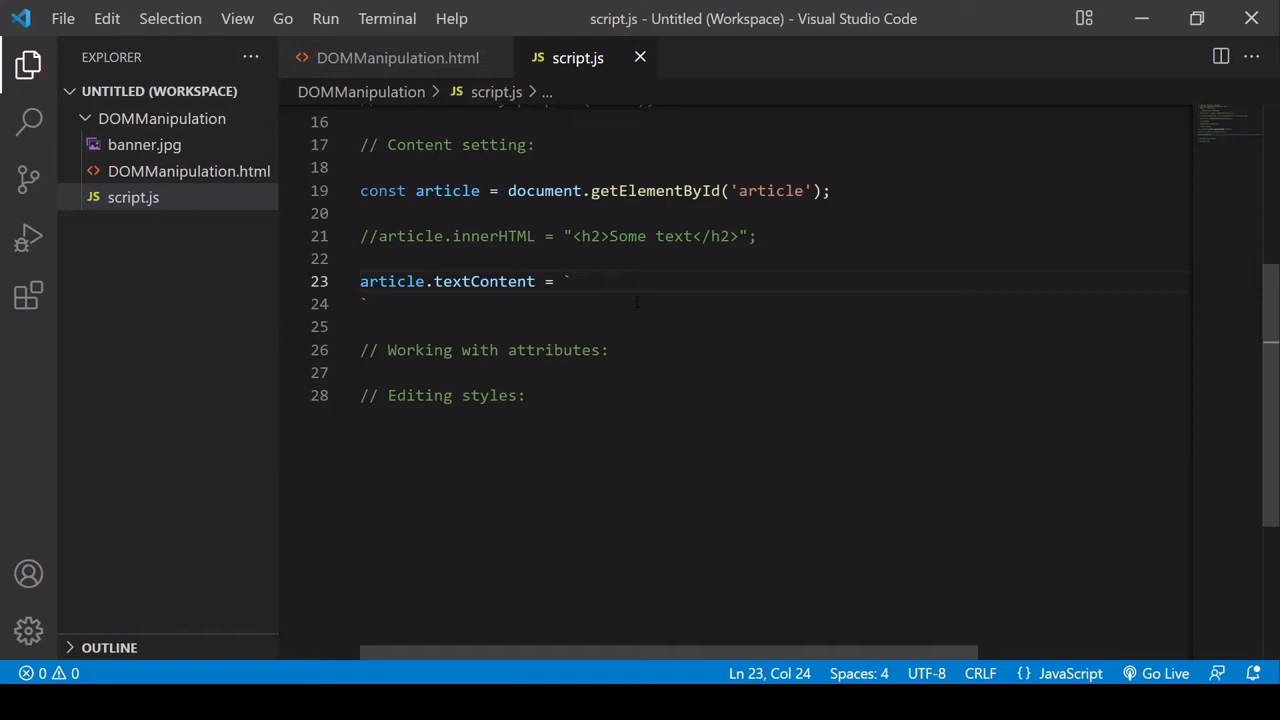 File Edit Selection View Go Run Terminal Help script.js - Untitled (Workspace) - Visual Studio Code
EXPLORER
UNTITLED (WORKSPACE)
DOMManipulation
banner.jpg
DOMManipulation.html
JS script.js
OUTLINE
DOMManipulation.html JS script.js
DOMManipulation > JS script.js > ...
16
17 // Content setting:
18
19 const article = document.getElementById('article');
20
21 //article.innerHTML = "<h2>Some text</h2>";
22
23 article.textContent = `
24 `
25
26 // Working with attributes:
27
28 // Editing styles:
0 0 Ln 23, Col 24 Spaces: 4 UTF-8 CRLF {} JavaScript Go Live